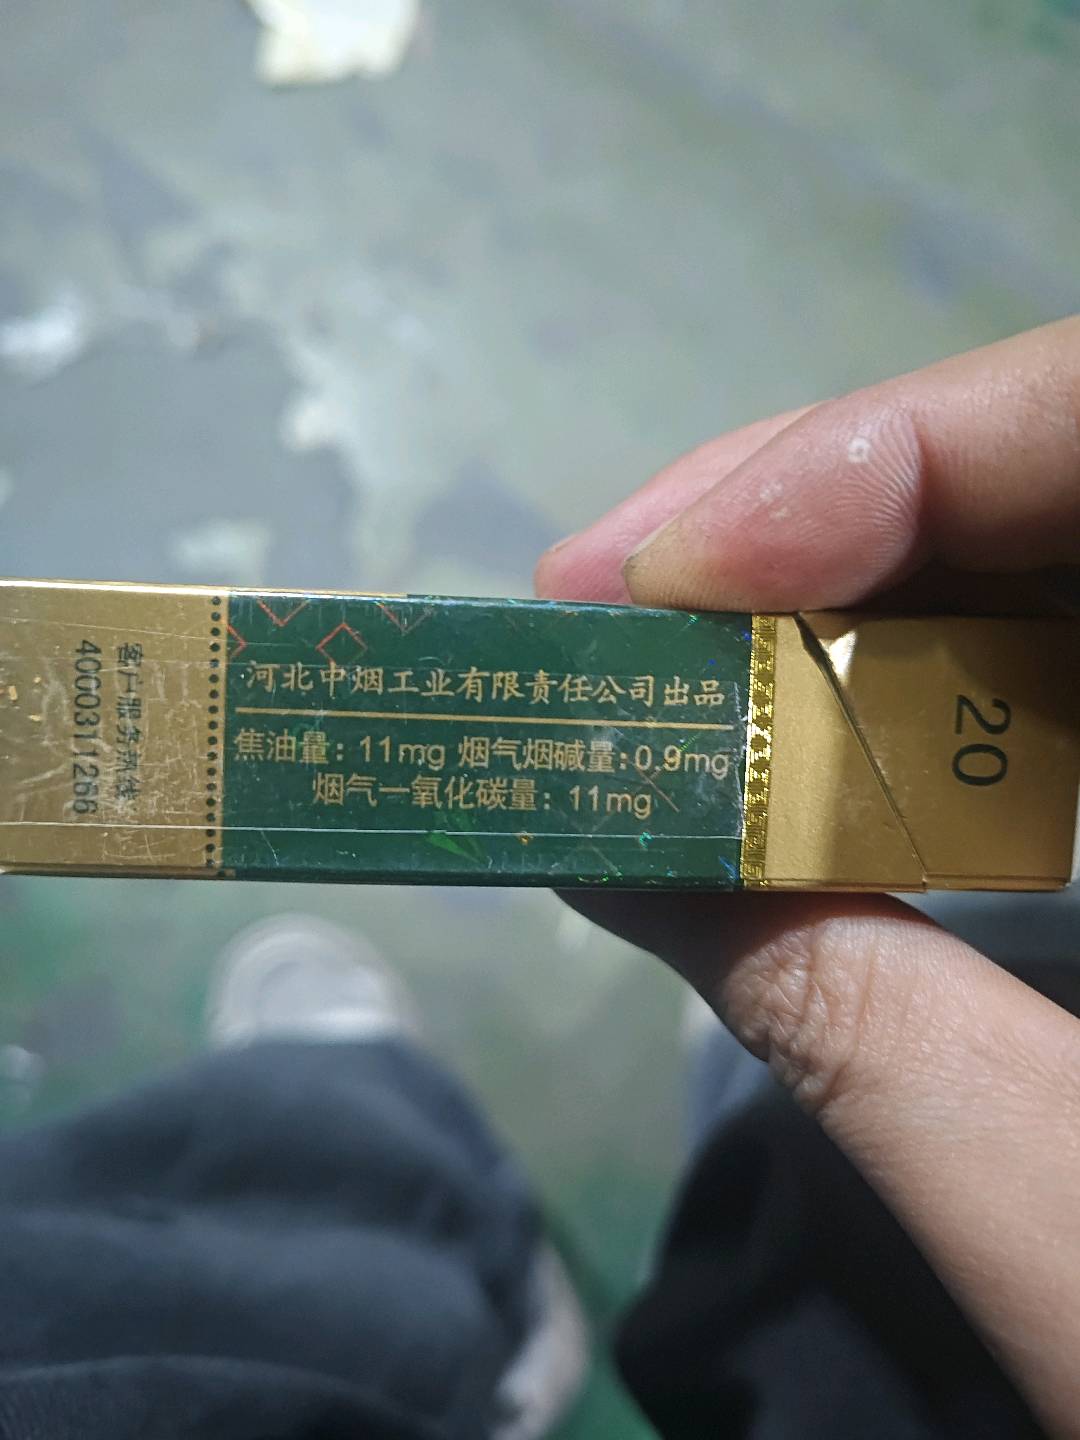 客户服务热线
4000311266
河北中烟工业有限责任公司出品
焦油量：11mg 烟气烟碱量:0.9mg
烟气一氧化碳量：11mg
20